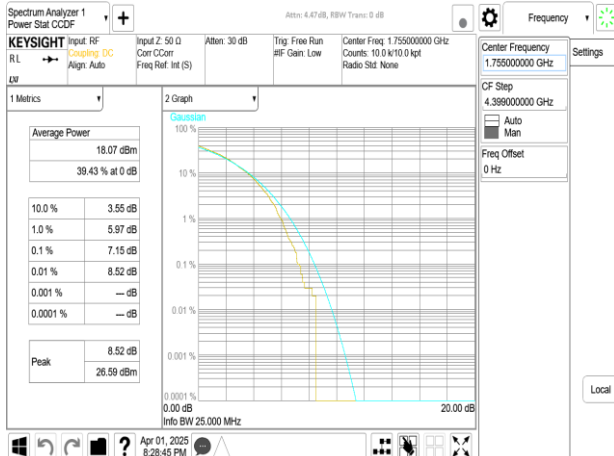 Spectrum Analyzer 1
Power Stat CCDF
Attn: 4.47dB, RBW Trans: 0 dB
Frequency
KEYSIGHT
RL
LXI
Input: RF
Coupling: DC
Align: Auto
Input Z: 50 Ω
Corr CCorr
Freq Ref: Int (S)
Atten: 30 dB
Trig: Free Run
#IF Gain: Low
Center Freq: 1.755000000 GHz
Counts: 10.0 k/10.0 kpt
Radio Std: None
Center Frequency
1.755000000 GHz
Settings
CF Step
4.399000000 GHz
Auto
Man
Freq Offset
0 Hz
Local
1 Metrics
Average Power
18.07 dBm
39.43 % at 0 dB
10.0 % 3.55 dB
1.0 % 5.97 dB
0.1 % 7.15 dB
0.01 % 8.52 dB
0.001 % --- dB
0.0001 % --- dB
Peak 8.52 dB
26.59 dBm
2 Graph
Gaussian
100 %
10 %
1 %
0.1 %
0.01 %
0.001 %
0.0001 %
0.00 dB 20.00 dB
Info BW 25.000 MHz
?
Apr 01, 2025
8:28:45 PM